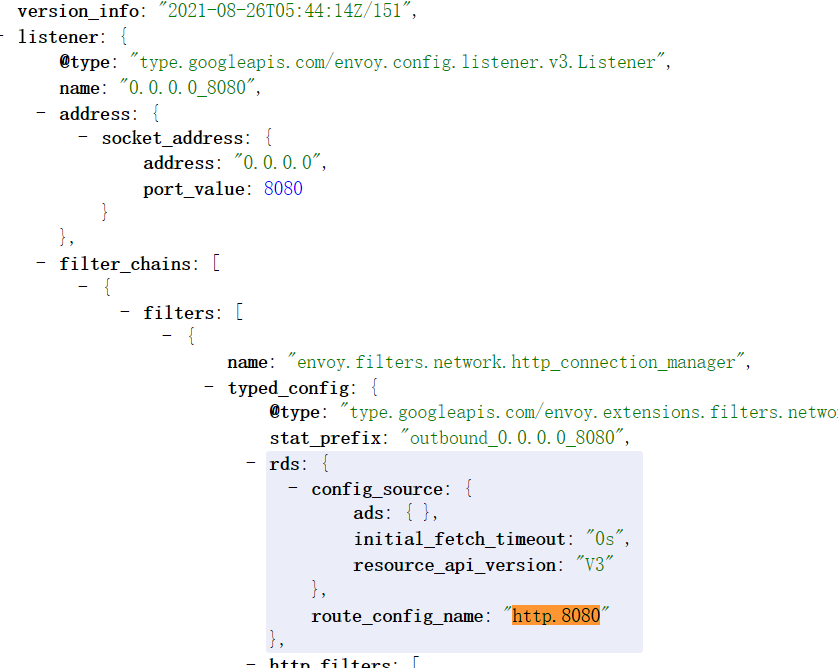 version_info: "2021-08-26T05:44:14Z/151",
- listener: {
@type: "type.googleapis.com/envoy.config.listener.v3.Listener",
name: "0.0.0.0_8080",
- address: {
- socket_address: {
address: "0.0.0.0",
port_value: 8080
}
},
- filter_chains: [
- {
- filters: [
- {
name: "envoy.filters.network.http_connection_manager",
- typed_config: {
@type: "type.googleapis.com/envoy.extensions.filters.netwo
stat_prefix: "outbound_0.0.0.0_8080",
- rds: {
- config_source: {
ads: { },
initial_fetch_timeout: "0s",
resource_api_version: "V3"
},
route_config_name: "http.8080"
},
- http_filters: [